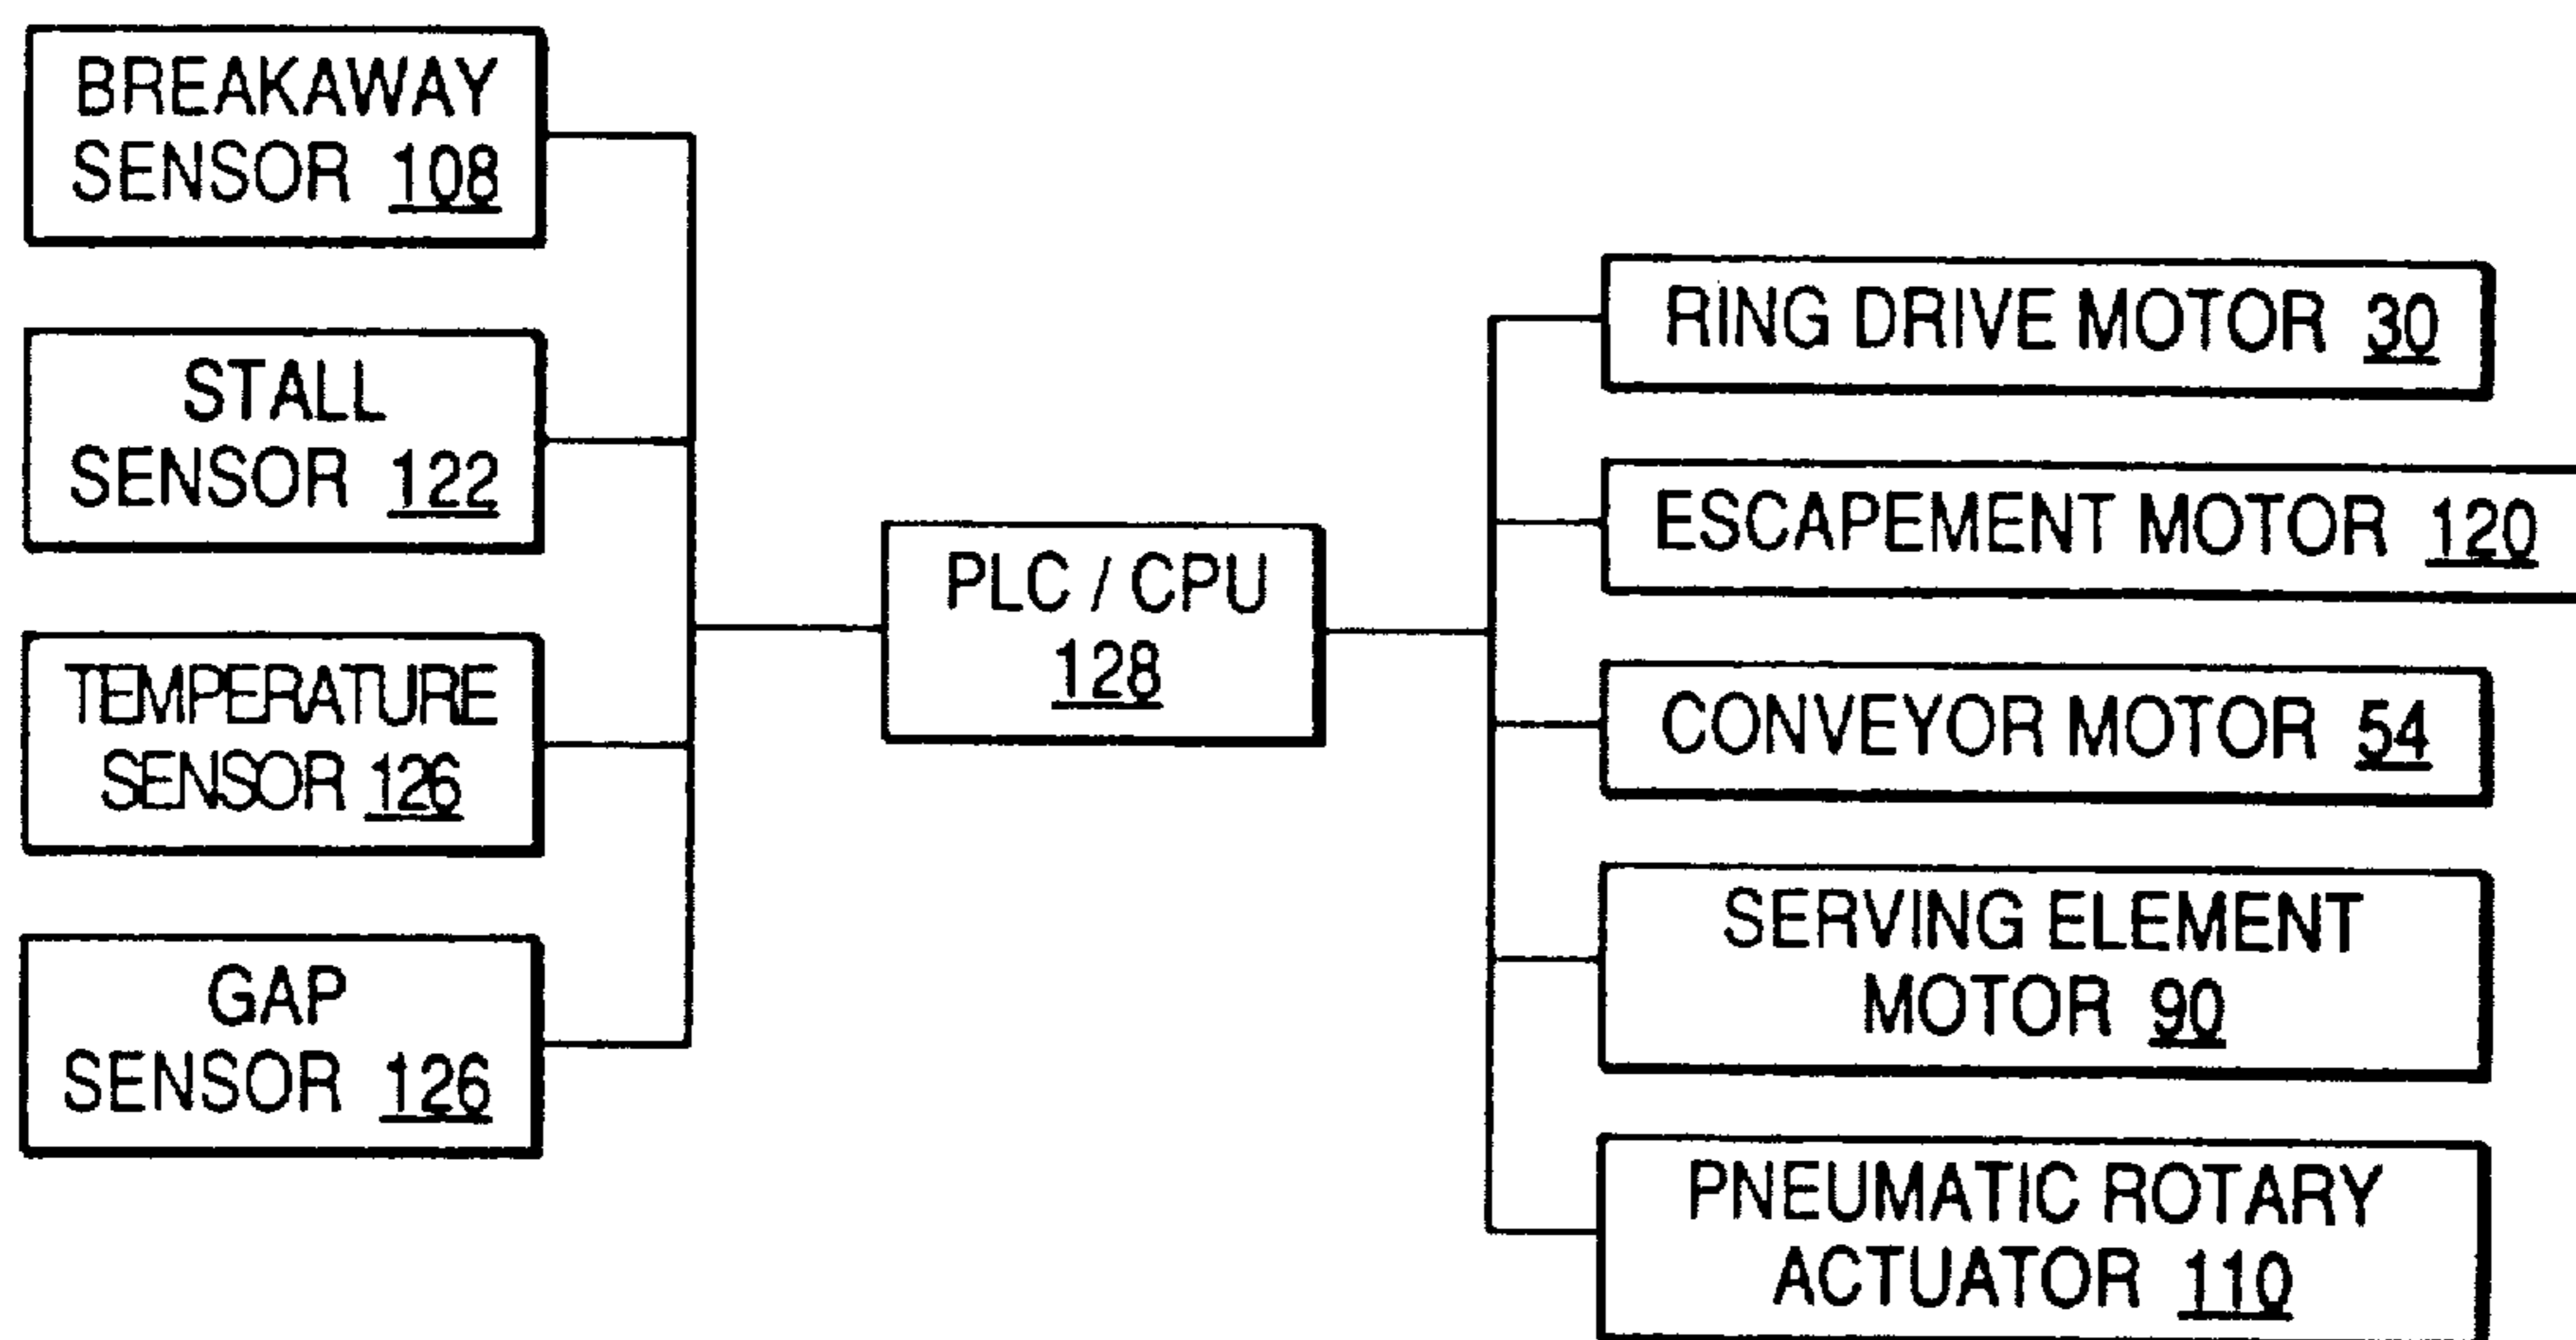 BREAKAWAY
SENSOR 108
STALL
SENSOR 122
TEMPERATURE
SENSOR 126
GAP
SENSOR 126
PLC / CPU
128
RING DRIVE MOTOR 30
ESCAPEMENT MOTOR 120
CONVEYOR MOTOR 54
SERVING ELEMENT
MOTOR 90
PNEUMATIC ROTARY
ACTUATOR 110